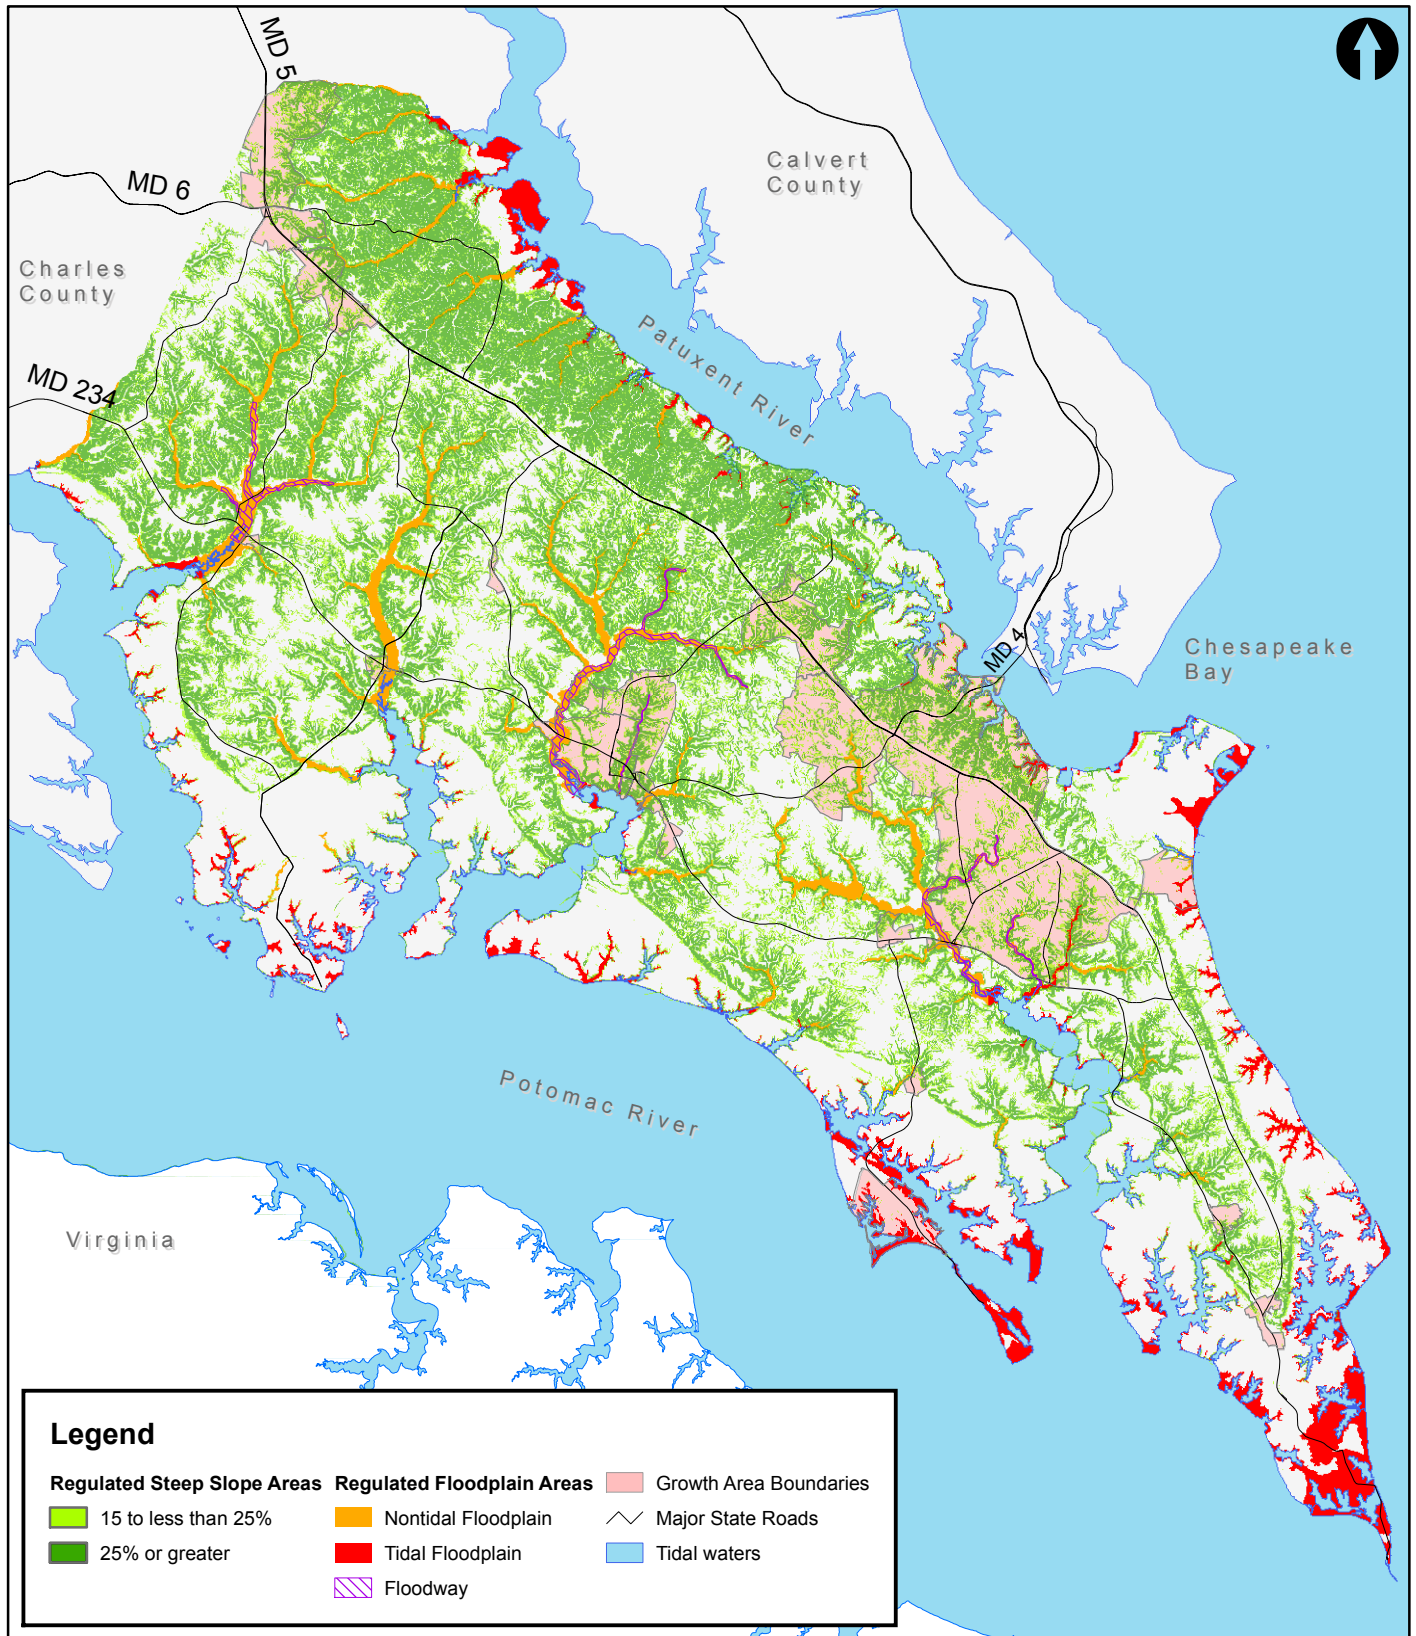 MD 5
MD 6
Calvert
County
Charles
County
Patuxent River
MD 234
MD 4
Chesapeake
Bay
Potomac River
Virginia
Legend
Regulated Steep Slope Areas
15 to less than 25%
25% or greater
Regulated Floodplain Areas
Nontidal Floodplain
Tidal Floodplain
Floodway
Growth Area Boundaries
Major State Roads
Tidal waters